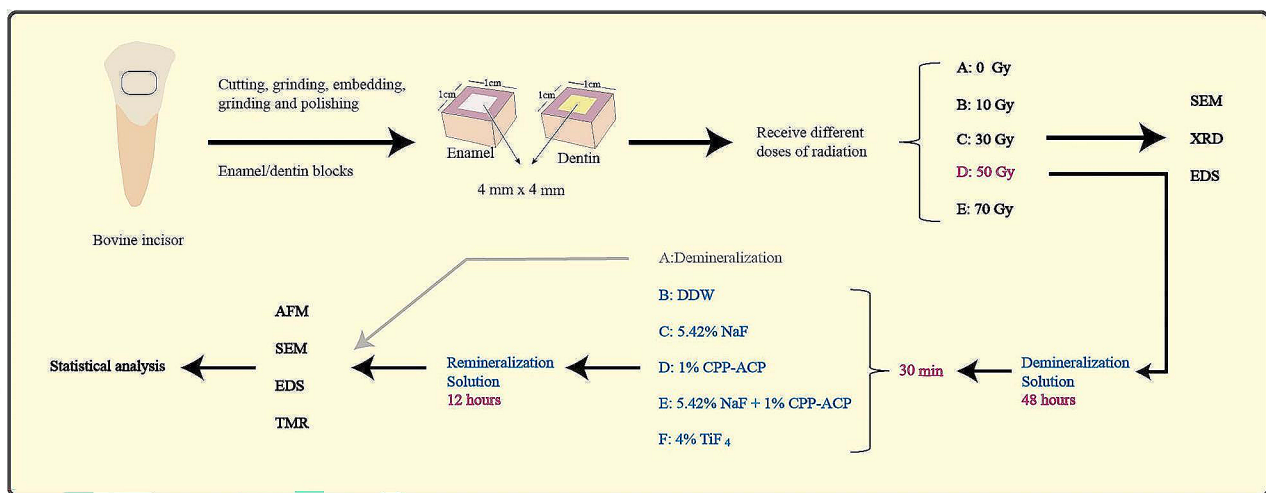 Cutting, grinding, embedding,
grinding and polishing
Enamel/dentin blocks
Bovine incisor
1cm
1cm
Enamel
1cm
1cm
Dentin
4 mm x 4 mm
Receive different
doses of radiation
A: 0 Gy
B: 10 Gy
C: 30 Gy
D: 50 Gy
E: 70 Gy
SEM
XRD
EDS
Demineralization
Solution
48 hours
30 min
A:Demineralization
B: DDW
C: 5.42% NaF
D: 1% CPP-ACP
E: 5.42% NaF + 1% CPP-ACP
F: 4% TiF₄
Remineralization
Solution
12 hours
AFM
SEM
EDS
TMR
Statistical analysis